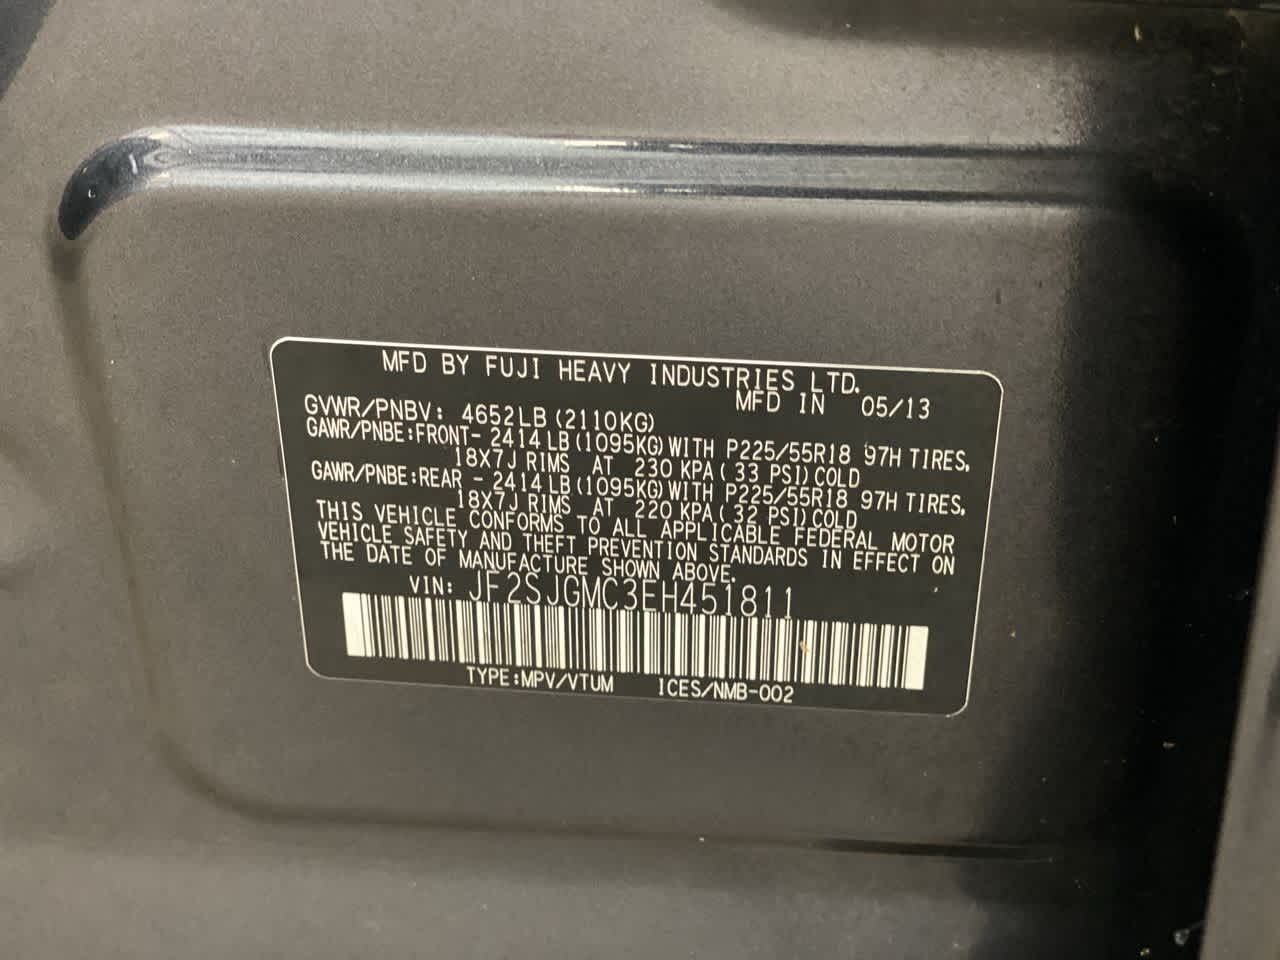 MFD BY FUJI HEAVY INDUSTRIES LTD.
MFD IN 05/13
GVWR/PNBV: 4652LB (2110KG)
GAWR/PNBE:FRONT- 2414LB (1095KG) WITH P225/55R18 97H TIRES,
18X7J RIMS AT 230 KPA ( 33 PSI) COLD
GAWR/PNBE:REAR - 2414LB (1095KG) WITH P225/55R18 97H TIRES,
18X7J RIMS AT 220 KPA ( 32 PSI) COLD
THIS VEHICLE CONFORMS TO ALL APPLICABLE FEDERAL MOTOR
VEHICLE SAFETY AND THEFT PREVENTION STANDARDS IN EFFECT ON
THE DATE OF MANUFACTURE SHOWN ABOVE.
VIN: JF2SJGMC3EH451811
TYPE:MPV/VTUM ICES/NMB-002